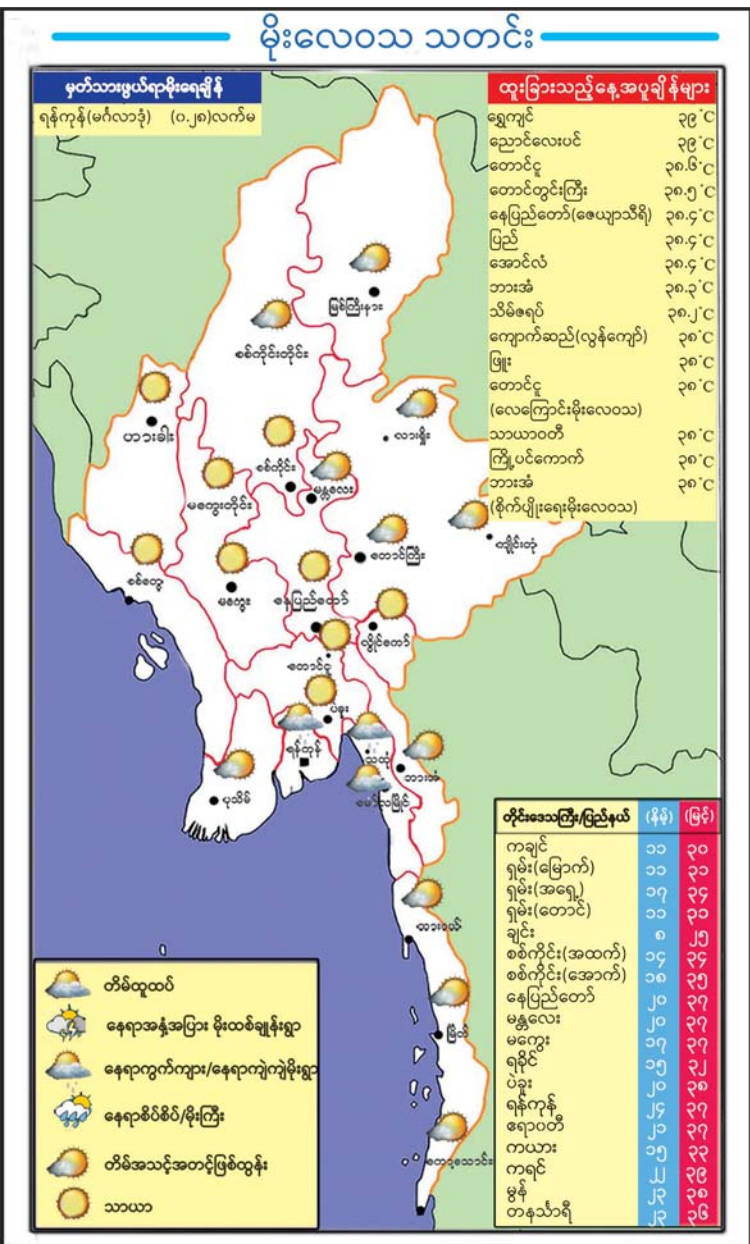 မိုးလေဝသ သတင်း
မှတ်သားဖွယ်ရာမိုးရေချိန်
ရန်ကုန်(မင်္ဂလာဒုံ) (၀.၂၈)လက်မ
ထူးခြားသည့်နေ့အပူချိန်များ
ရွှေကျင် ၃၉°C
ညောင်လေးပင် ၃၉°C
တောင်ငူ ၃၈.၆°C
တောင်တွင်းကြီး ၃၈.၅°C
နေပြည်တော်(ဇေယျာသီရိ) ၃၈.၄°C
ပြည် ၃၈.၄°C
အောင်လံ ၃၈.၄°C
ဘားအံ ၃၈.၃°C
သိမ်ဇရပ် ၃၈.၂°C
ကျောက်ဆည်(လွန်ကျော်) ၃၈°C
ဖြူး ၃၈°C
တောင်ငူ ၃၈°C
(လေကြောင်းမိုးလေဝသ)
သာယာဝတီ ၃၈°C
ကြို့ပင်ကောက် ၃၈°C
ဘားအံ ၃၈°C
(စိုက်ပျိုးရေးမိုးလေဝသ)
မြစ်ကြီးနား
စစ်ကိုင်းတိုင်း
ဟားခါး
လားရှိုး
စစ်ကိုင်း
မန္တလေး
မကွေးတိုင်း
ကျိုင်းတုံ
တောင်ကြီး
စစ်တွေ
မကွေး
နေပြည်တော်
လွိုင်ကော်
တောင်ငူ
ပဲခူး
ရန်ကုန်
သထုံ
ဘားအံ
ပုသိမ်
မော်လမြိုင်
ထားဝယ်
မြိတ်
ကော့သောင်း
တိုင်းဒေသကြီး/ပြည်နယ် (နိမ့်) (မြင့်)
ကချင် ၁၁ ၃၀
ရှမ်း(မြောက်) ၁၁ ၃၁
ရှမ်း(အရှေ့) ၁၇ ၃၄
ရှမ်း(တောင်) ၁၁ ၃၁
ချင်း ၈ ၂၅
စစ်ကိုင်း(အထက်) ၁၄ ၃၄
စစ်ကိုင်း(အောက်) ၁၈ ၃၅
နေပြည်တော် ၂၀ ၃၇
မန္တလေး ၂၀ ၃၇
မကွေး ၁၇ ၃၇
ရခိုင် ၁၅ ၃၂
ပဲခူး ၂၀ ၃၈
ရန်ကုန် ၂၄ ၃၇
ဧရာဝတီ ၂၁ ၃၇
ကယား ၁၅ ၃၃
ကရင် ၂၂ ၃၉
မွန် ၂၃ ၃၈
တနင်္သာရီ ၂၃ ၃၆
တိမ်ထူထပ်
နေရာအနှံ့အပြား မိုးထစ်ချုန်းရွာ
နေရာကွက်ကျား/နေရာကျဲကျဲမိုးရွာ
နေရာစိပ်စိပ်/မိုးကြီး
တိမ်အသင့်အတင့်ဖြစ်ထွန်း
သာယာ